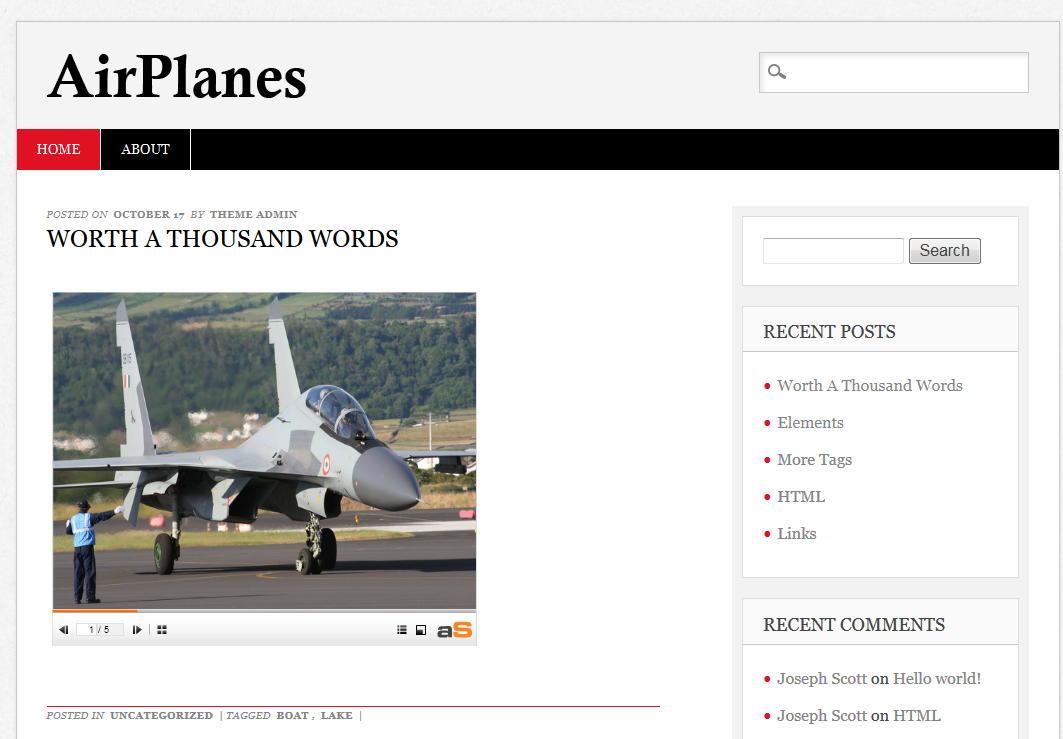 AirPlanes
HOME ABOUT
POSTED ON OCTOBER 17 BY THEME ADMIN
WORTH A THOUSAND WORDS
1 / 5
aS
POSTED IN UNCATEGORIZED | TAGGED BOAT , LAKE |
Search
RECENT POSTS
Worth A Thousand Words
Elements
More Tags
HTML
Links
RECENT COMMENTS
Joseph Scott on Hello world!
Joseph Scott on HTML